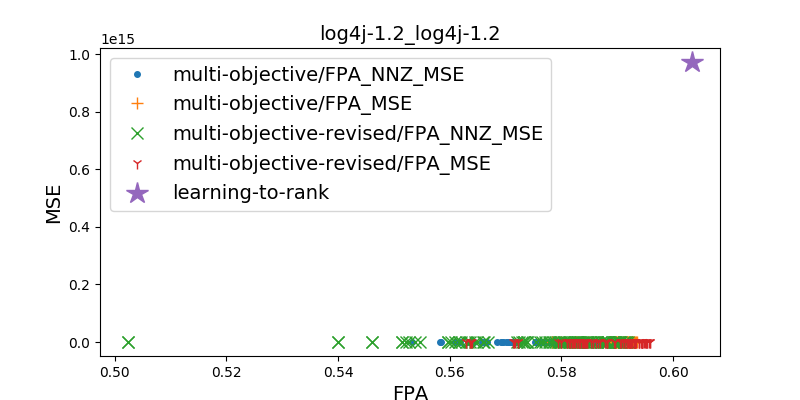 log4j-1.2_log4j-1.2
1e15
1.0
0.8
0.6
0.4
0.2
0.0
MSE
multi-objective/FPA_NNZ_MSE
multi-objective/FPA_MSE
multi-objective-revised/FPA_NNZ_MSE
multi-objective-revised/FPA_MSE
learning-to-rank
0.50 0.52 0.54 0.56 0.58 0.60
FPA